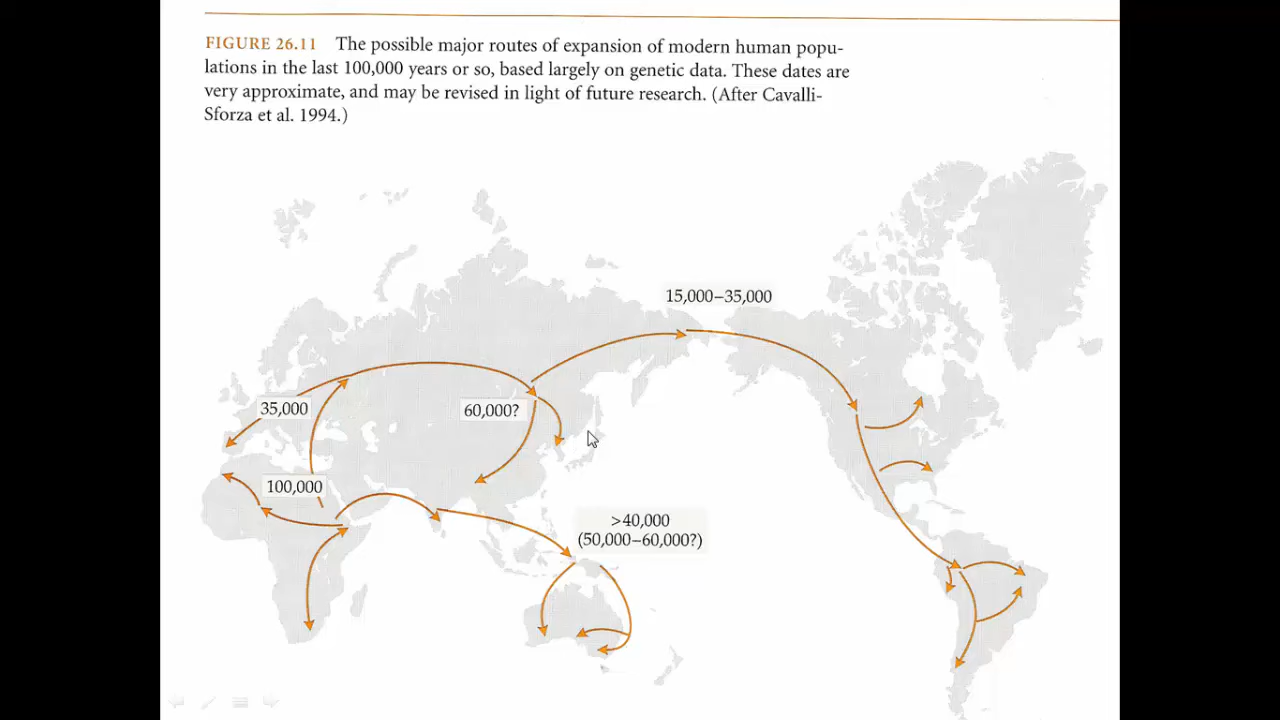 FIGURE 26.11 The possible major routes of expansion of modern human popu-
lations in the last 100,000 years or so, based largely on genetic data. These dates are
very approximate, and may be revised in light of future research. (After Cavalli-
Sforza et al. 1994.)
15,000–35,000
35,000
60,000?
100,000
>40,000
(50,000–60,000?)